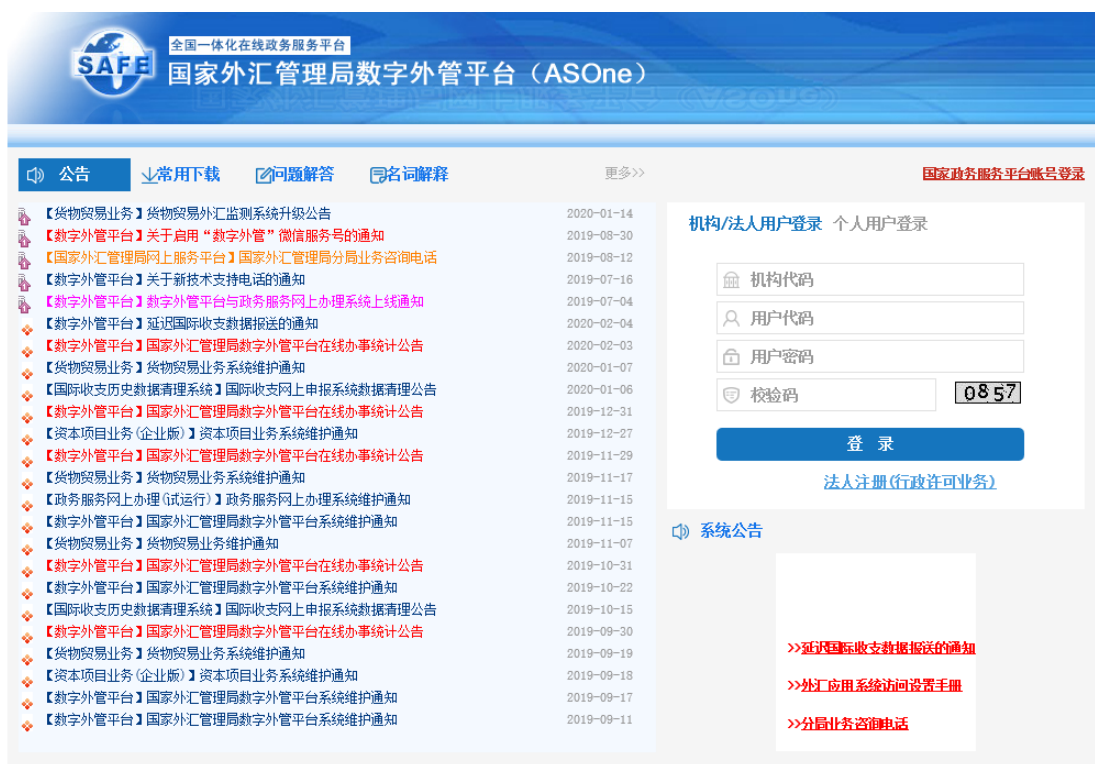 SAFE
全国一体化在线政务服务平台
国家外汇管理局数字外管平台（ASOne）
公告 常用下载 问题解答 名词解释 更多>>
国家政务服务平台账号登录
【货物贸易业务】货物贸易外汇监测系统升级公告 2020-01-14
【数字外管平台】关于启用“数字外管”微信服务号的通知 2019-08-30
【国家外汇管理局网上服务平台】国家外汇管理局分局业务咨询电话 2019-08-12
【数字外管平台】关于新技术支持电话的通知 2019-07-16
【数字外管平台】数字外管平台与政务服务网上办理系统上线通知 2019-07-04
【数字外管平台】延迟国际收支数据报送的通知 2020-02-04
【数字外管平台】国家外汇管理局数字外管平台在线办事统计公告 2020-02-03
【货物贸易业务】货物贸易业务系统维护通知 2020-01-07
【国际收支历史数据清理系统】国际收支网上申报系统数据清理公告 2020-01-06
【数字外管平台】国家外汇管理局数字外管平台在线办事统计公告 2019-12-31
【资本项目业务(企业版)】资本项目业务系统维护通知 2019-12-27
【数字外管平台】国家外汇管理局数字外管平台在线办事统计公告 2019-11-29
【货物贸易业务】货物贸易业务系统维护通知 2019-11-17
【政务服务网上办理(试运行)】政务服务网上办理系统维护通知 2019-11-15
【数字外管平台】国家外汇管理局数字外管平台系统维护通知 2019-11-15
【货物贸易业务】货物贸易业务维护通知 2019-11-07
【数字外管平台】国家外汇管理局数字外管平台在线办事统计公告 2019-10-31
【数字外管平台】国家外汇管理局数字外管平台系统维护通知 2019-10-22
【国际收支历史数据清理系统】国际收支网上申报系统数据清理公告 2019-10-15
【数字外管平台】国家外汇管理局数字外管平台在线办事统计公告 2019-09-30
【货物贸易业务】货物贸易业务系统维护通知 2019-09-19
【资本项目业务(企业版)】资本项目业务系统维护通知 2019-09-18
【数字外管平台】国家外汇管理局数字外管平台系统维护通知 2019-09-17
【数字外管平台】国家外汇管理局数字外管平台系统维护通知 2019-09-11
机构/法人用户登录 个人用户登录
机构代码
用户代码
用户密码
校验码 0857
登 录
法人注册(行政许可业务)
系统公告
>>延迟国际收支数据报送的通知
>>外汇应用系统访问设置手册
>>分局业务咨询电话